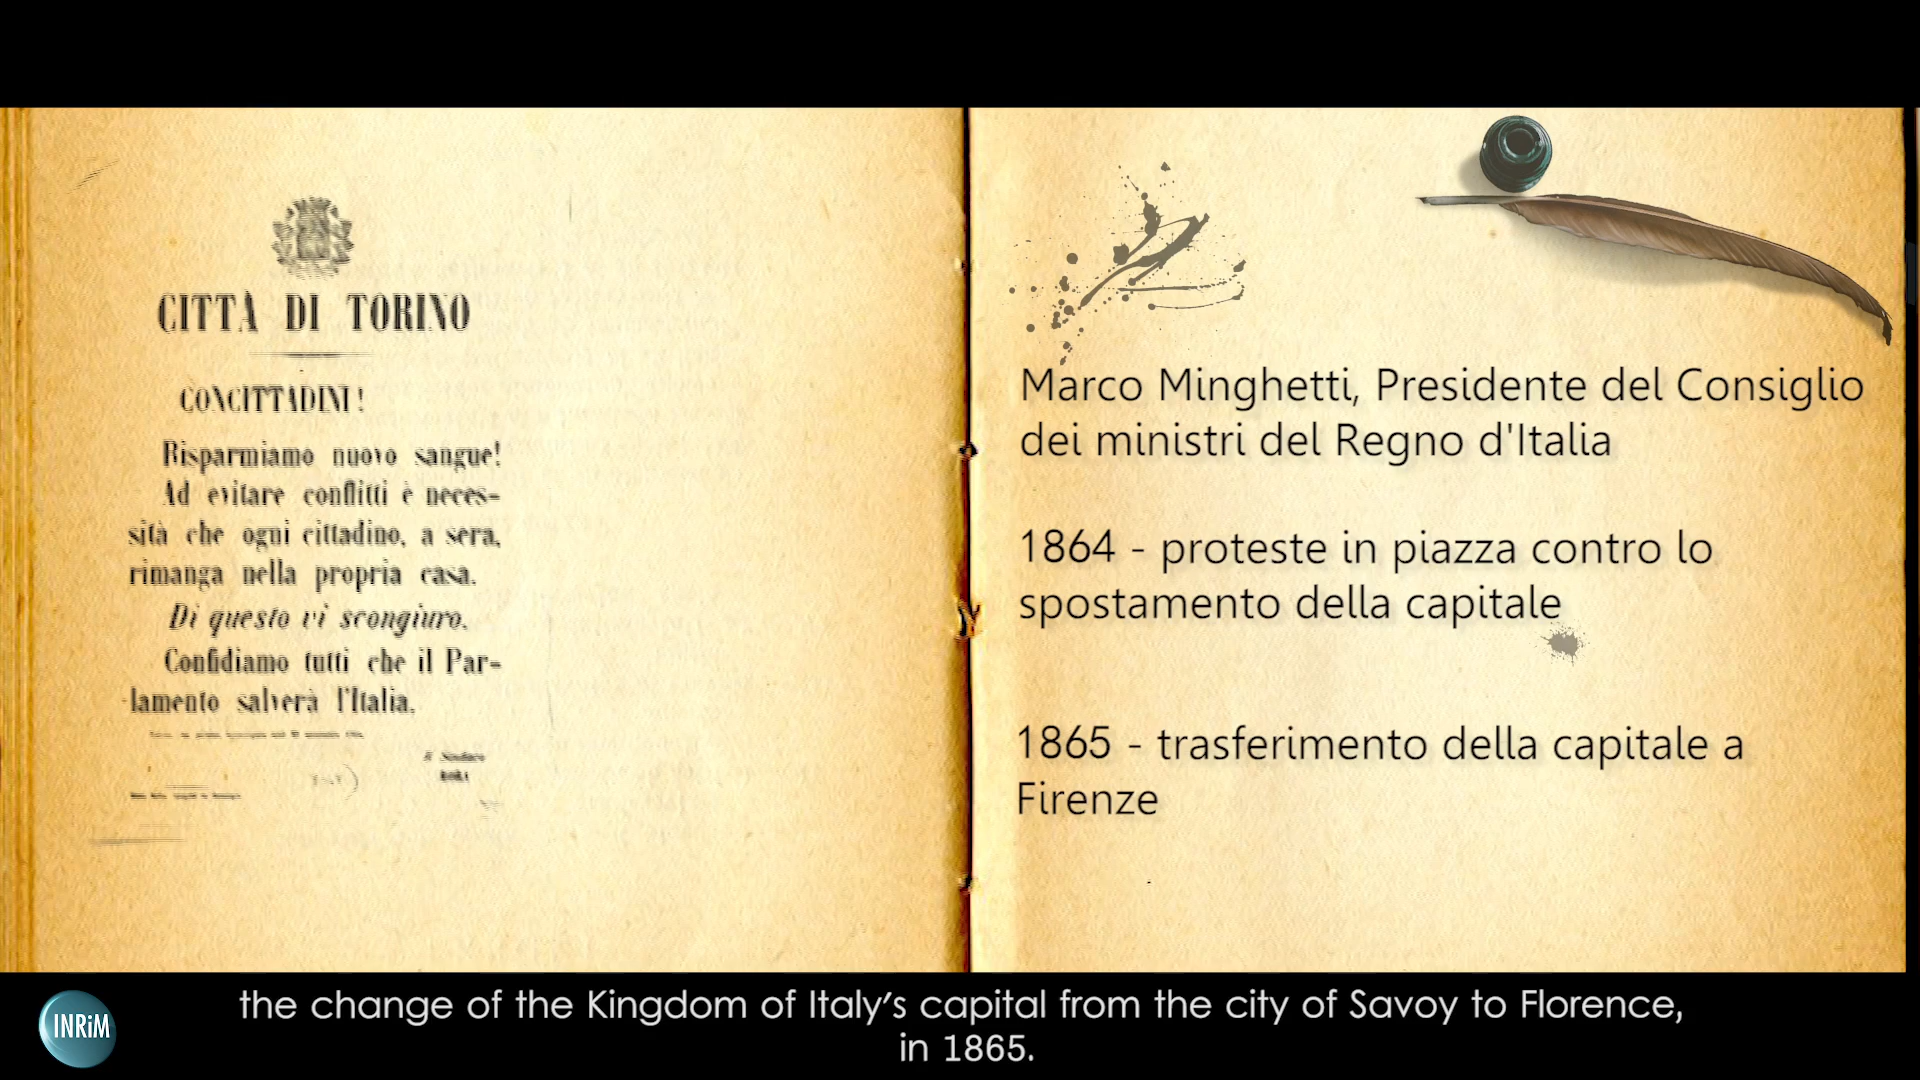 CITTÀ DI TORINO
CONCITTADINI!
Risparmiamo nuovo sangue!
Ad evitare conflitti è neces-
sità che ogni cittadino, a sera,
rimanga nella propria casa.
Di questo vi scongiuro.
Confidiamo tutti che il Par-
lamento salverà l'Italia.
Il Sindaco
Marco Minghetti, Presidente del Consiglio
dei ministri del Regno d'Italia
1864 - proteste in piazza contro lo
spostamento della capitale
1865 - trasferimento della capitale a
Firenze
the change of the Kingdom of Italy's capital from the city of Savoy to Florence,
in 1865.
INRiM